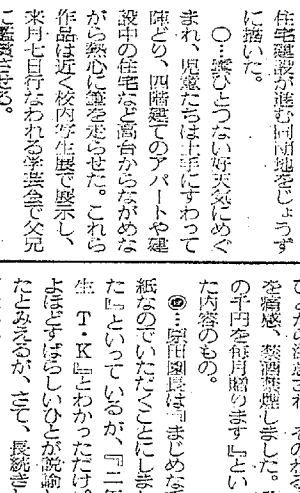 住宅建設が進む同団地をじょうず
に描いた。
○…雲ひとつない好天気にめぐ
まれ、児童たちは土手にすわって
陣どり、四階建てのアパートや建
設中の住宅など高台からながめな
がら熱心に筆を走らせた。これら
作品は近く校内写生展で展示し、
来月七日行なわれる学芸会で父兄
に鑑賞させる。
を痛感、禁酒禁煙しました。
の千円を毎月贈ります』とい
た内容のもの。
…原田園長は『まじめな
紙なのでいただくことにしま
た』といっているが、『二年
生 T・K』とわかっただけ。
よほどすばらしいひとが説諭し
たとみえるが、さて、長続き